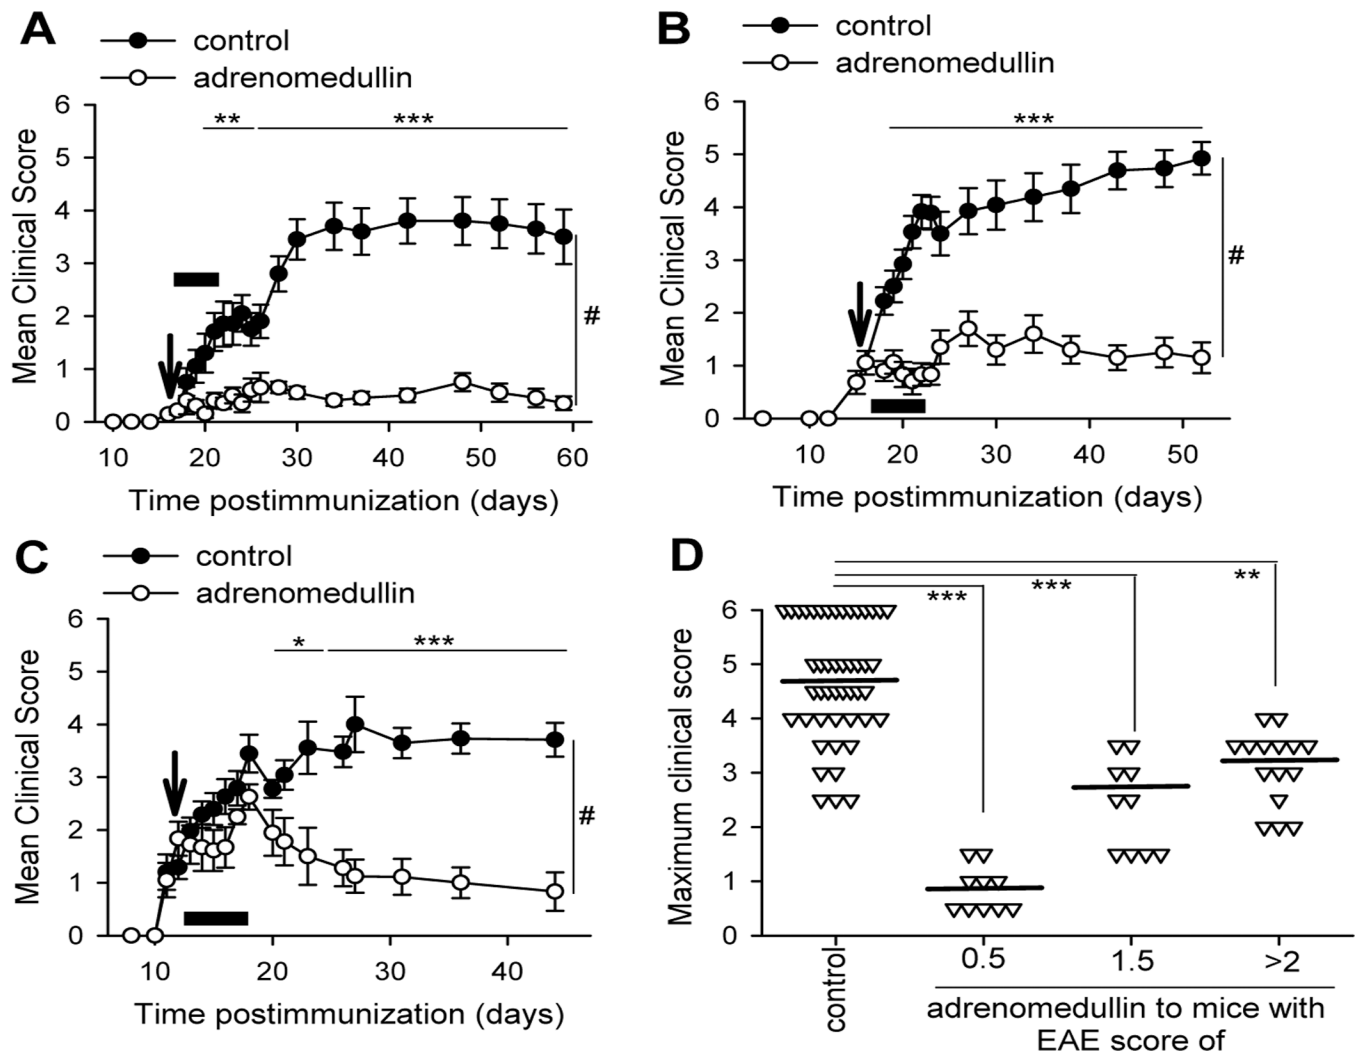 A
control
adrenomedullin
Mean Clinical Score
6
5
4
3
2
1
0
** ***
#
10 20 30 40 50 60
Time postimmunization (days)
B
control
adrenomedullin
Mean Clinical Score
6
5
4
3
2
1
0
***
#
10 20 30 40 50
Time postimmunization (days)
C
control
adrenomedullin
Mean Clinical Score
6
5
4
3
2
1
0
* ***
#
10 20 30 40
Time postimmunization (days)
D
Maximum clinical score
6
5
4
3
2
1
0
*** *** **
control 0.5 1.5 >2
adrenomedullin to mice with
EAE score of